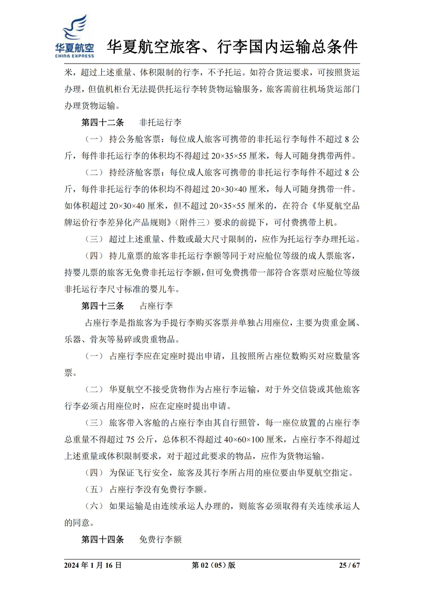 华夏航空
CHINA EXPRESS
华夏航空旅客、行李国内运输总条件
米，超过上述重量、体积限制的行李，不予托运。如符合货运要求，可按照货运
办理，但值机柜台无法提供托运行李转货物运输服务，旅客需前往机场货运部门
办理货物运输。
第四十二条 非托运行李
（一） 持公务舱客票：每位成人旅客可携带的非托运行李每件不超过 8 公
斤，每件非托运行李的体积均不得超过 20×35×55 厘米，每人可随身携带两件。
（二） 持经济舱客票：每位成人旅客可携带的非托运行李每件不超过 8 公
斤，每件非托运行李的体积均不得超过 20×30×40 厘米，每人可随身携带一件。
如体积超过 20×30×40 厘米，但不超过 20×35×55 厘米的，在符合《华夏航空品
牌运价行李差异化产品规则》（附件三）要求的前提下，可付费携带上机。
（三） 超过上述重量、件数或最大尺寸限制的，应作为托运行李办理托运。
（四） 持儿童票的旅客非托运行李额等同于对应舱位等级的成人票旅客，
持婴儿票的旅客无免费非托运行李额，但可免费携带一部符合客票对应舱位等级
非托运行李尺寸标准的婴儿车。
第四十三条 占座行李
占座行李是指旅客为手提行李购买客票并单独占用座位，主要为贵重金属、
乐器、骨灰等易碎或贵重物品。
（一） 占座行李应在定座时提出申请，且按照所占座位数购买对应数量客
票。
（二） 华夏航空不接受货物作为占座行李运输，对于外交信袋或其他旅客
行李必须占用座位时，应在定座时提出申请。
（三） 旅客带入客舱的占座行李由其自行照管，每一座位放置的占座行李
总重量不得超过 75 公斤，总体积不得超过 40×60×100 厘米，占座行李不得超过
上述重量或体积限制要求，对于超过此要求的物品，应作为货物运输。
（四） 为保证飞行安全，旅客及其行李所占用的座位要由华夏航空指定。
（五） 占座行李没有免费行李额。
（六） 如果运输是由连续承运人办理的，则旅客必须取得有关连续承运人
的同意。
第四十四条 免费行李额
2024 年 1 月 16 日 第 02（05）版 25 / 67